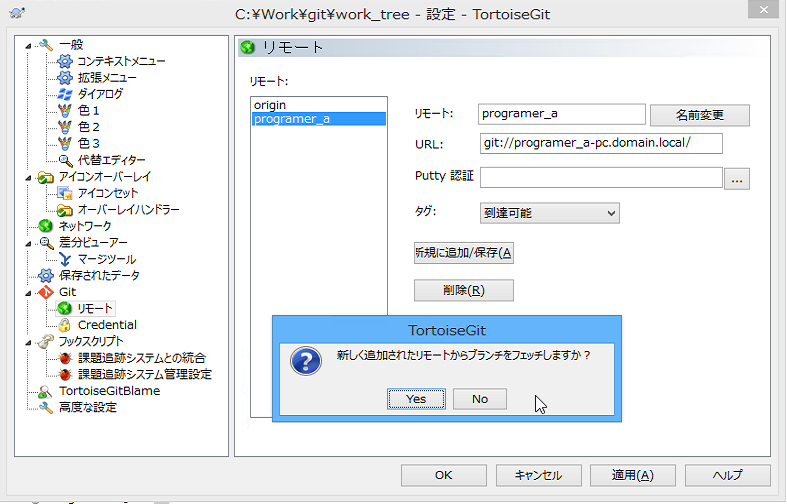 C:¥Work¥git¥work_tree - 設定 - TortoiseGit
一般
コンテキストメニュー
拡張メニュー
ダイアログ
色 1
色 2
色 3
代替エディター
アイコンオーバーレイ
アイコンセット
オーバーレイハンドラー
ネットワーク
差分ビューアー
マージツール
保存されたデータ
Git
リモート
Credential
フックスクリプト
課題追跡システムとの統合
課題追跡システム管理設定
TortoiseGitBlame
高度な設定
リモート
リモート:
origin
programer_a
リモート: programer_a 名前変更
URL: git://programer_a-pc.domain.local/
Putty 認証 ...
タグ: 到達可能
新規に追加/保存(A
削除(R)
TortoiseGit
新しく追加されたリモートからブランチをフェッチしますか？
Yes No
OK キャンセル 適用(A) ヘルプ